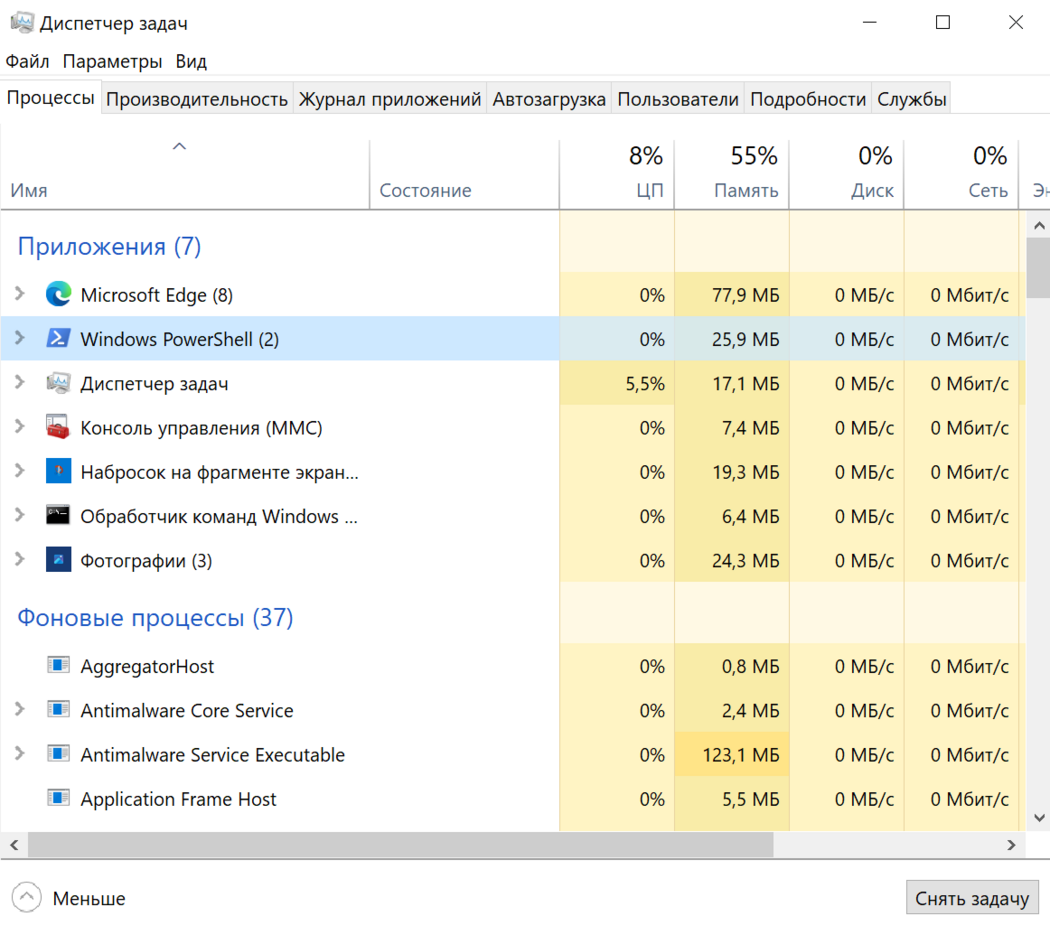 Диспетчер задач
Файл Параметры Вид
Процессы Производительность Журнал приложений Автозагрузка Пользователи Подробности Службы
8% 55% 0% 0%
Имя Состояние ЦП Память Диск Сеть Эн
Приложения (7)
Microsoft Edge (8) 0% 77,9 МБ 0 МБ/с 0 Мбит/с
Windows PowerShell (2) 0% 25,9 МБ 0 МБ/с 0 Мбит/с
Диспетчер задач 5,5% 17,1 МБ 0 МБ/с 0 Мбит/с
Консоль управления (MMC) 0% 7,4 МБ 0 МБ/с 0 Мбит/с
Набросок на фрагменте экран... 0% 19,3 МБ 0 МБ/с 0 Мбит/с
Обработчик команд Windows ... 0% 6,4 МБ 0 МБ/с 0 Мбит/с
Фотографии (3) 0% 24,3 МБ 0 МБ/с 0 Мбит/с
Фоновые процессы (37)
AggregatorHost 0% 0,8 МБ 0 МБ/с 0 Мбит/с
Antimalware Core Service 0% 2,4 МБ 0 МБ/с 0 Мбит/с
Antimalware Service Executable 0% 123,1 МБ 0 МБ/с 0 Мбит/с
Application Frame Host 0% 5,5 МБ 0 МБ/с 0 Мбит/с
Меньше Снять задачу